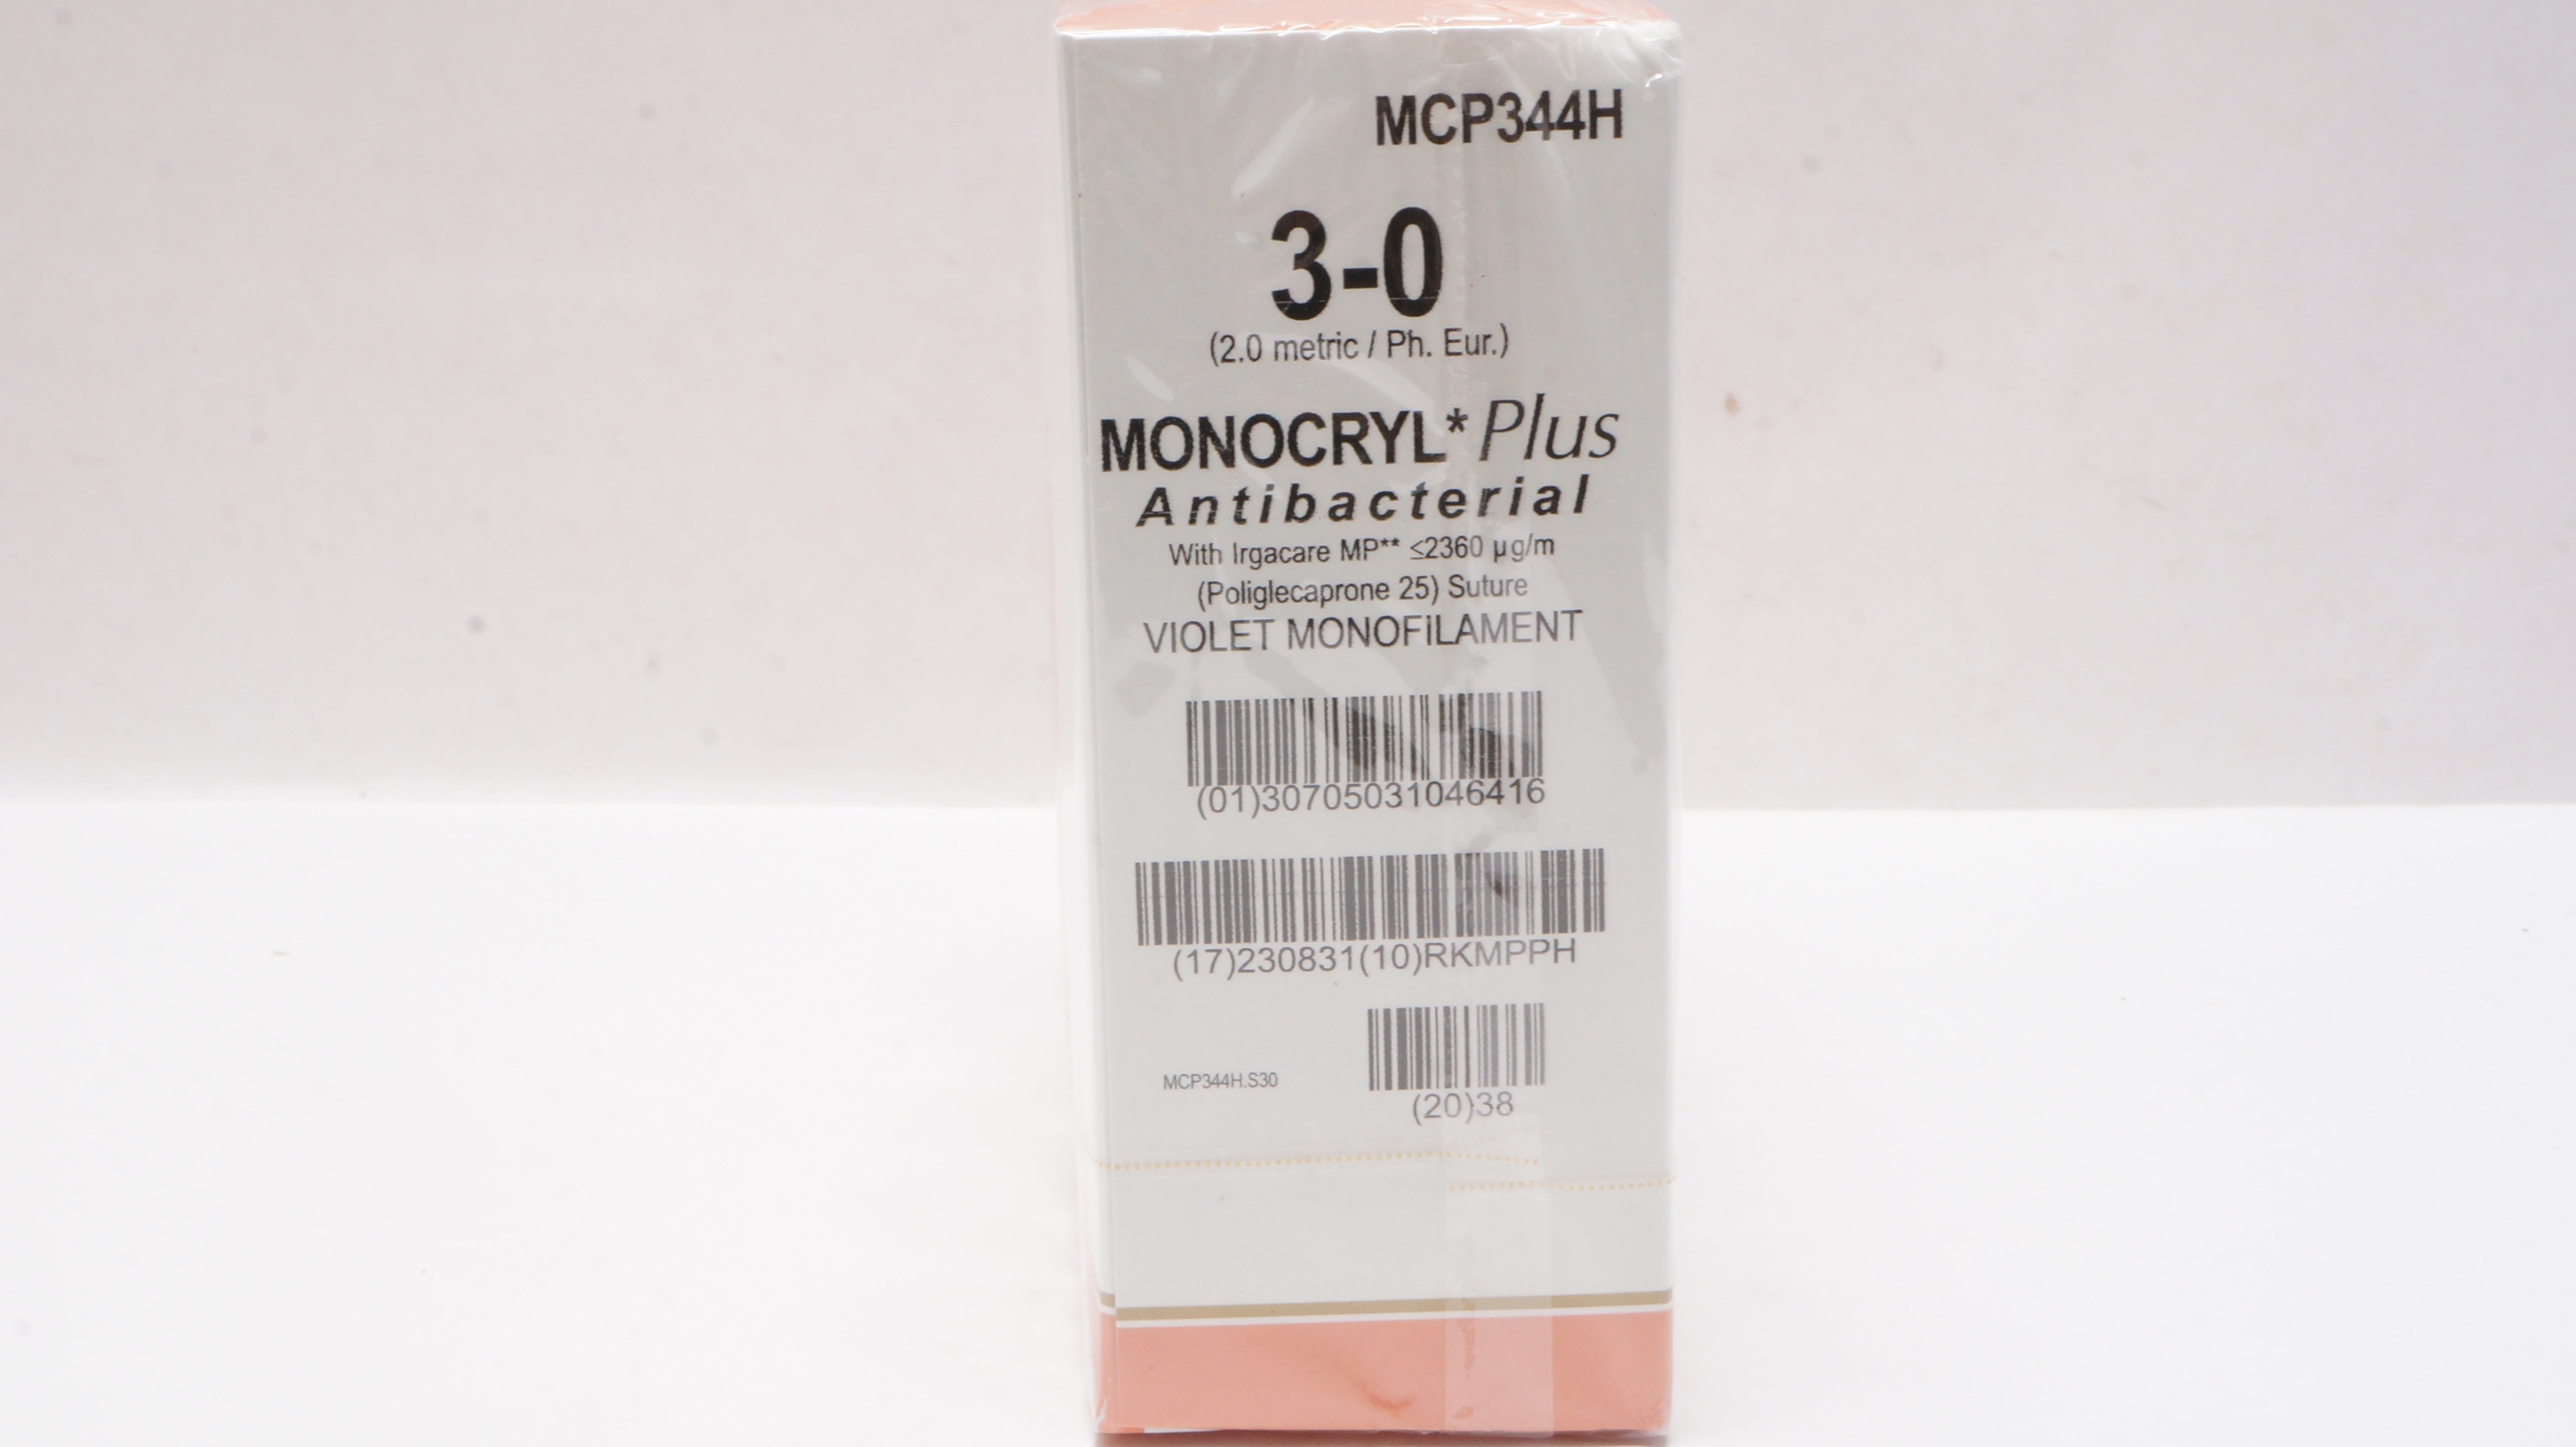 MCP344H
3-0
(2.0 metric / Ph. Eur.)
MONOCRYL* Plus
Antibacterial
With Irgacare MP** ≤2360 µg/m
(Poliglecaprone 25) Suture
VIOLET MONOFiLAMENT
(01)30705031046416
(17)230831(10)RKMPPH
MCP344H.S30
(20)38